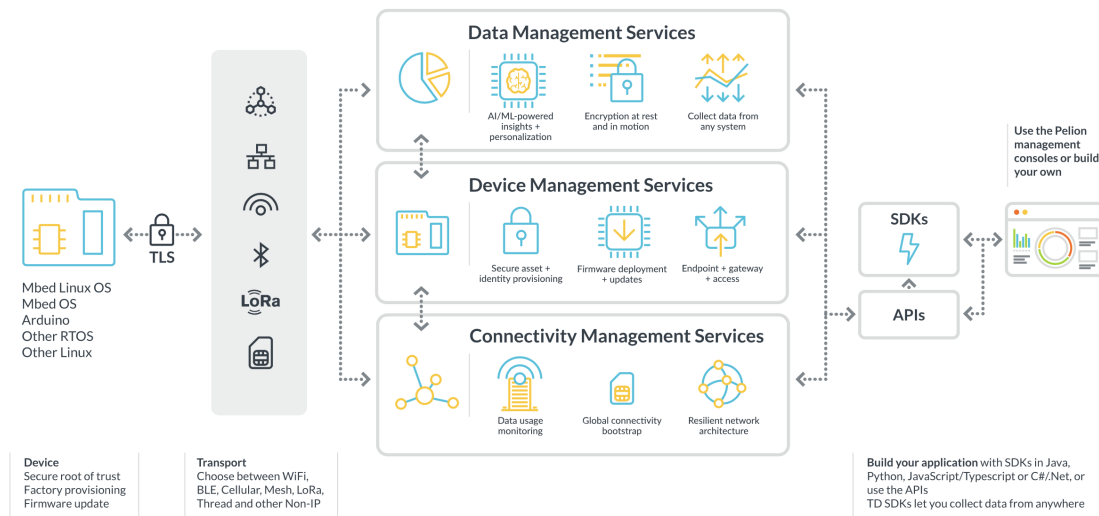 Data Management Services
AI/ML-powered
insights +
personalization
Encryption at rest
and in motion
Collect data from
any system
Use the Pelion
management
consoles or build
your own
Device Management Services
Secure asset +
identity provisioning
Firmware deployment
+ updates
Endpoint + gateway
+ access
SDKs
APIs
TLS
Mbed Linux OS
Mbed OS
Arduino
Other RTOS
Other Linux
LoRa
Connectivity Management Services
Data usage
monitoring
Global connectivity
bootstrap
Resilient network
architecture
Device
Secure root of trust
Factory provisioning
Firmware update
Transport
Choose between WiFi,
BLE, Cellular, Mesh, LoRa,
Thread and other Non-IP
Build your application with SDKs in Java,
Python, JavaScript/Typescript or C#/.Net, or
use the APIs
TD SDKs let you collect data from anywhere